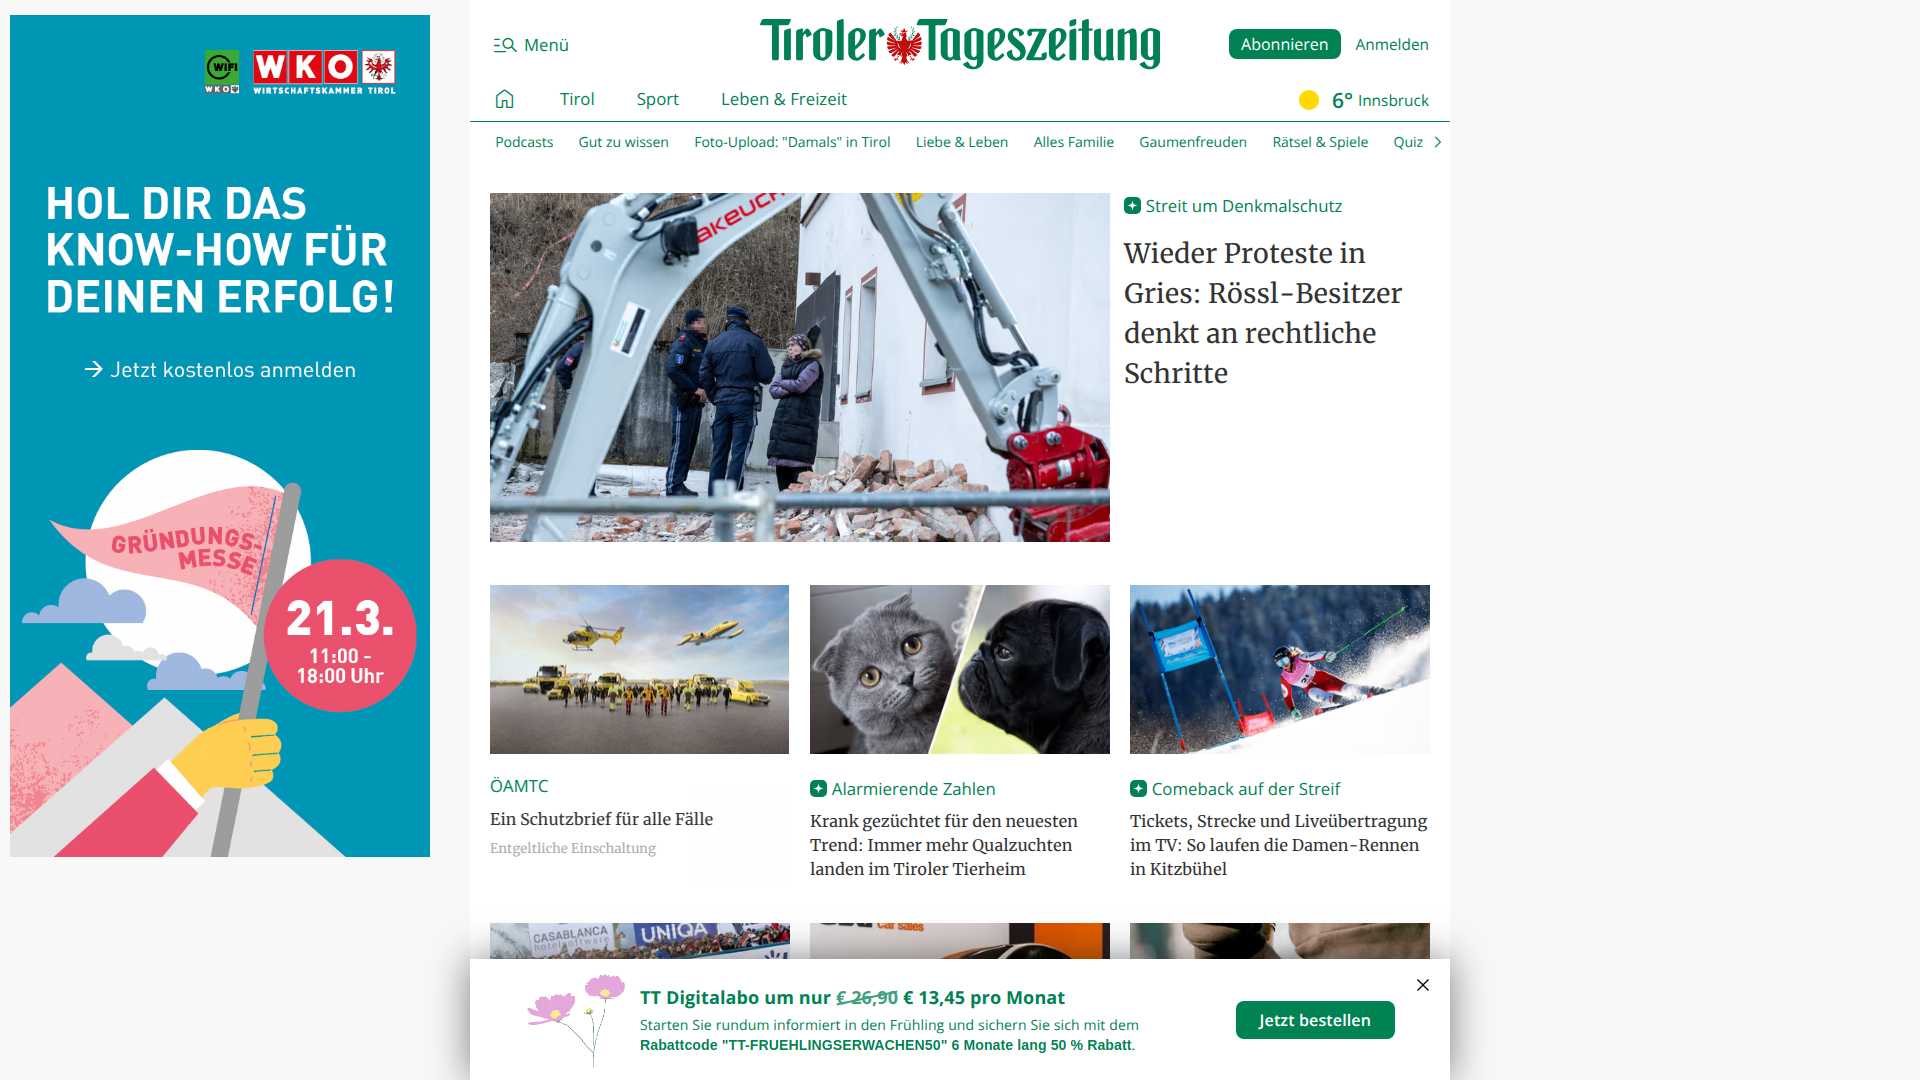 WIFI
WKO
WKO
WIRTSCHAFTSKAMMER TIROL
HOL DIR DAS
KNOW-HOW FÜR
DEINEN ERFOLG!
→ Jetzt kostenlos anmelden
GRÜNDUNGS-
MESSE
21.3.
11:00 -
18:00 Uhr
Menü
Tiroler Tageszeitung
Abonnieren
Anmelden
Tirol
Sport
Leben & Freizeit
6° Innsbruck
Podcasts
Gut zu wissen
Foto-Upload: "Damals" in Tirol
Liebe & Leben
Alles Familie
Gaumenfreuden
Rätsel & Spiele
Quiz
AKEUCHI
Streit um Denkmalschutz
Wieder Proteste in
Gries: Rössl-Besitzer
denkt an rechtliche
Schritte
ÖAMTC
Ein Schutzbrief für alle Fälle
Entgeltliche Einschaltung
Alarmierende Zahlen
Krank gezüchtet für den neuesten
Trend: Immer mehr Qualzuchten
landen im Tiroler Tierheim
Comeback auf der Streif
Tickets, Strecke und Liveübertragung
im TV: So laufen die Damen-Rennen
in Kitzbühel
CASABLANCA
hotelsoftware
UNIQA
car sales
TT Digitalabo um nur € 26,90 € 13,45 pro Monat
Starten Sie rundum informiert in den Frühling und sichern Sie sich mit dem
Rabattcode "TT-FRUEHLINGSERWACHEN50" 6 Monate lang 50 % Rabatt.
Jetzt bestellen